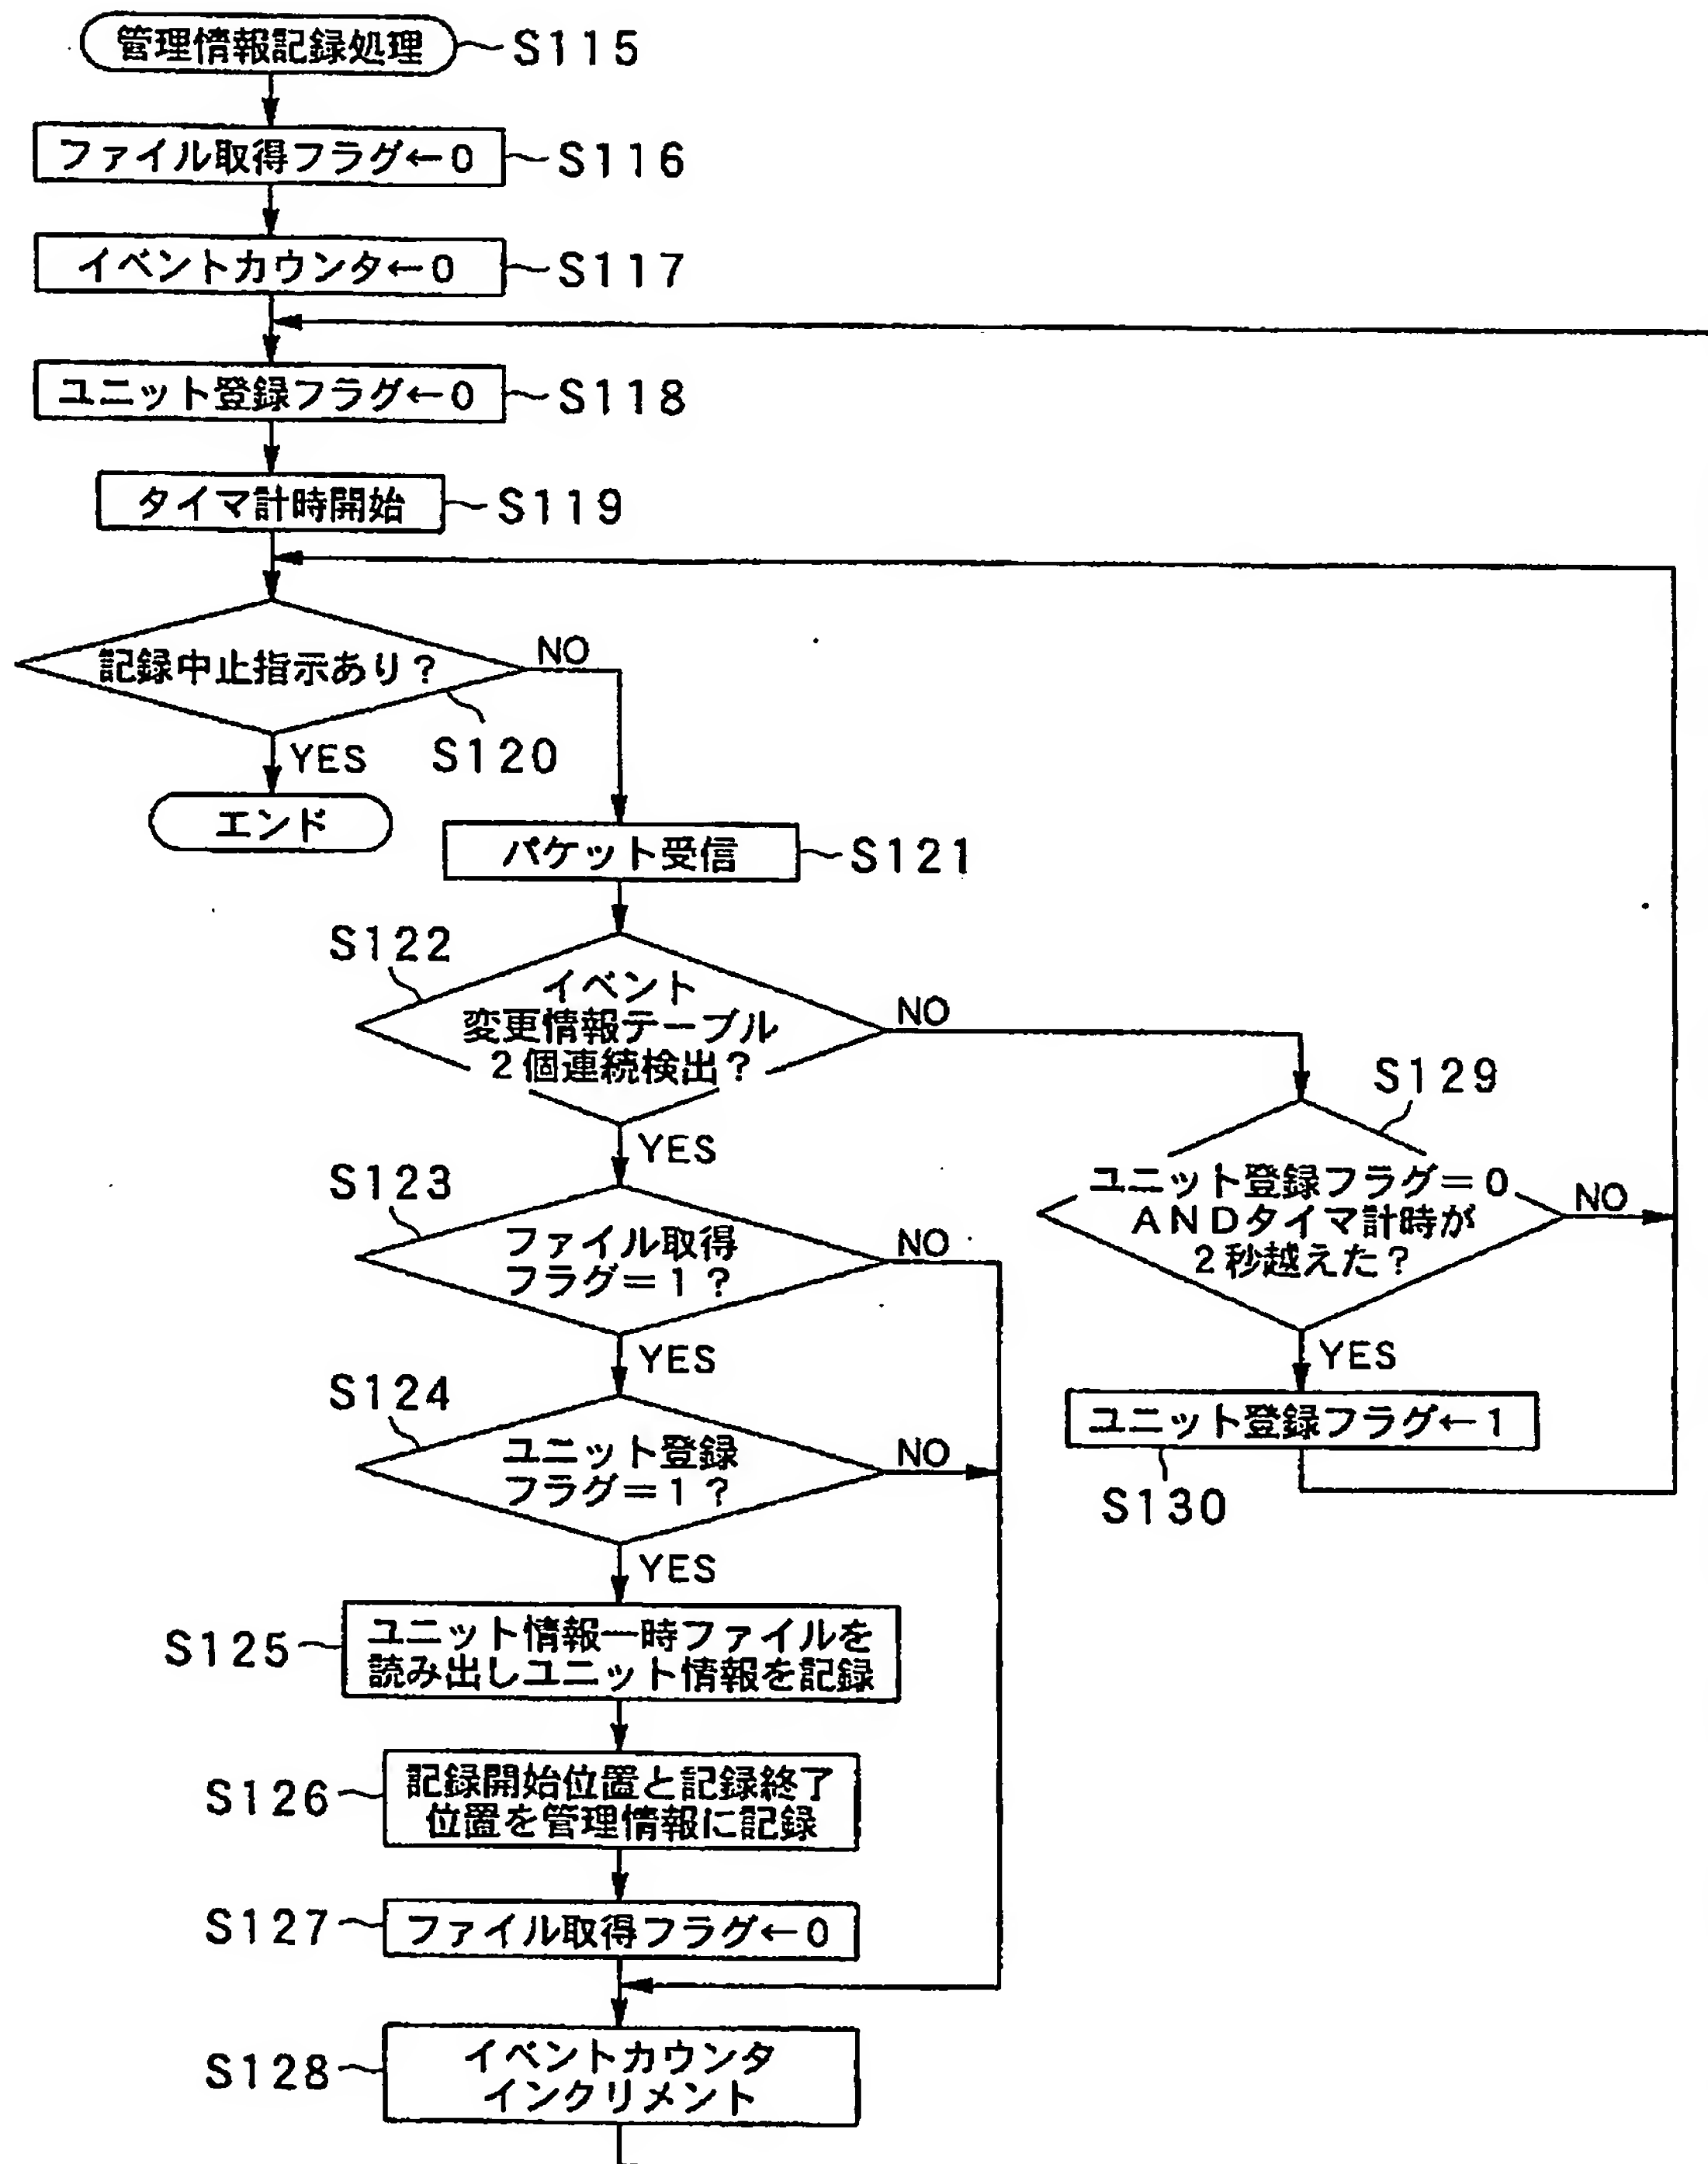 管理情報記録処理
S115
ファイル取得フラグ←0
S116
イベントカウンタ←0
S117
ユニット登録フラグ←0
S118
タイマ計時開始
S119
記録中止指示あり？
NO
S120
YES
エンド
パケット受信
S121
S122
イベント
変更情報テーブル
2個連続検出？
NO
YES
S129
ユニット登録フラグ＝0
ANDタイマ計時が
2秒越えた？
NO
YES
ユニット登録フラグ←1
S130
S123
ファイル取得
フラグ＝1？
NO
YES
S124
ユニット登録
フラグ＝1？
NO
YES
S125
ユニット情報一時ファイルを
読み出しユニット情報を記録
S126
記録開始位置と記録終了
位置を管理情報に記録
S127
ファイル取得フラグ←0
S128
イベントカウンタ
インクリメント